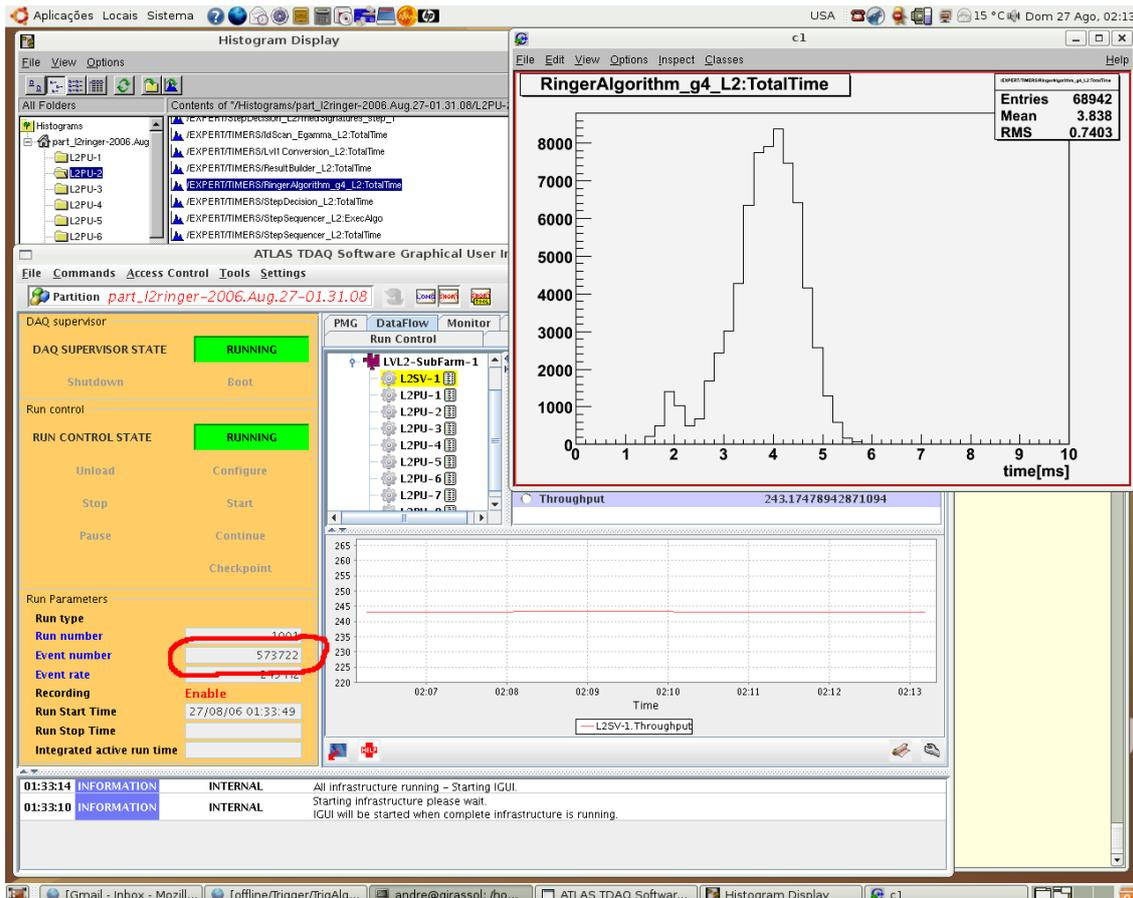 Aplicações Locais Sistema
USA 15 °C Dom 27 Ago, 02:13
Histogram Display
File View Options
All Folders
Contents of "/Histograms/part_l2ringer-2006.Aug.27-01.31.08/L2PU-2
Histograms
part_l2ringer-2006.Aug
L2PU-1
L2PU-2
L2PU-3
L2PU-4
L2PU-5
L2PU-6
/EXPERT/StepDecision_L2/medSignatures_step_1
/EXPERT/TIMERS/IdScan_Egamma_L2:TotalTime
/EXPERT/TIMERS/Lvl1Conversion_L2:TotalTime
/EXPERT/TIMERS/ResultBuilder_L2:TotalTime
/EXPERT/TIMERS/RingerAlgorithm_g4_L2:TotalTime
/EXPERT/TIMERS/StepDecision_L2:TotalTime
/EXPERT/TIMERS/StepSequencer_L2:ExecAlgo
/EXPERT/TIMERS/StepSequencer_L2:TotalTime
c1
File Edit View Options Inspect Classes Help
RingerAlgorithm_g4_L2:TotalTime
/EXPERT/TIMERS/RingerAlgorithm_g4_L2:TotalTime
Entries 68942
Mean 3.838
RMS 0.7403
8000
7000
6000
5000
4000
3000
2000
1000
0
0 1 2 3 4 5 6 7 8 9 10
time[ms]
ATLAS TDAQ Software Graphical User In
File Commands Access Control Tools Settings
Partition part_l2ringer-2006.Aug.27-01.31.08
DAQ supervisor
DAQ SUPERVISOR STATE RUNNING
Shutdown Boot
Run control
RUN CONTROL STATE RUNNING
Unload Configure
Stop Start
Pause Continue
Checkpoint
Run Parameters
Run type
Run number 1001
Event number 573722
Event rate
Recording Enable
Run Start Time 27/08/06 01:33:49
Run Stop Time
Integrated active run time
PMG DataFlow Monitor
Run Control
LVL2-SubFarm-1
L2SV-1
L2PU-1
L2PU-2
L2PU-3
L2PU-4
L2PU-5
L2PU-6
L2PU-7
L2PU-8
Throughput 243.17478942871094
265
260
255
250
245
240
235
230
225
220
02:07 02:08 02:09 02:10 02:11 02:12 02:13
Time
L2SV-1.Throughput
HELP
01:33:14 INFORMATION INTERNAL All infrastructure running - Starting IGUI.
01:33:10 INFORMATION INTERNAL Starting infrastructure please wait.
IGUI will be started when complete infrastructure is running.
[Gmail - Inbox - Mozill... [offline/Trigger/TrigAlg... andre@girassol: /ho... ATLAS TDAQ Softwar... Histogram Display c1